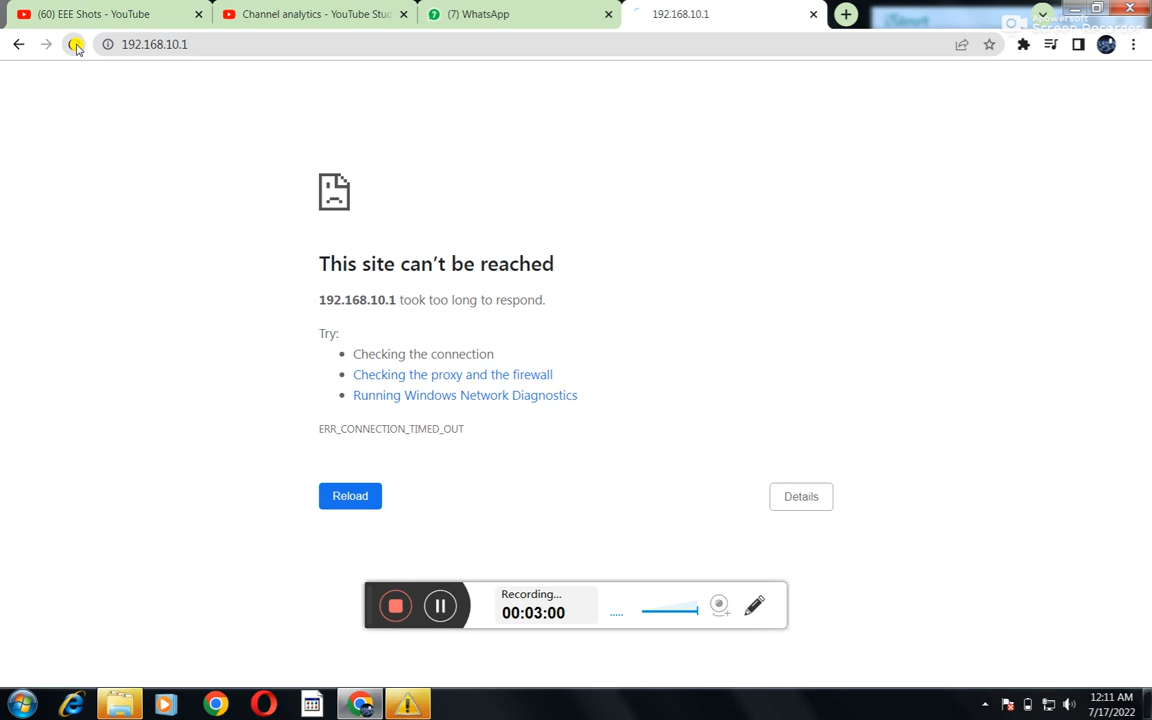 (60) EEE Shots - YouTube
Channel analytics - YouTube Stud
(7) WhatsApp
192.168.10.1
Apowersoft
Screen Recorder
192.168.10.1
This site can't be reached
192.168.10.1 took too long to respond.
Try:
Checking the connection
Checking the proxy and the firewall
Running Windows Network Diagnostics
ERR_CONNECTION_TIMED_OUT
Reload
Details
Recording...
00:03:00
12:11 AM
7/17/2022